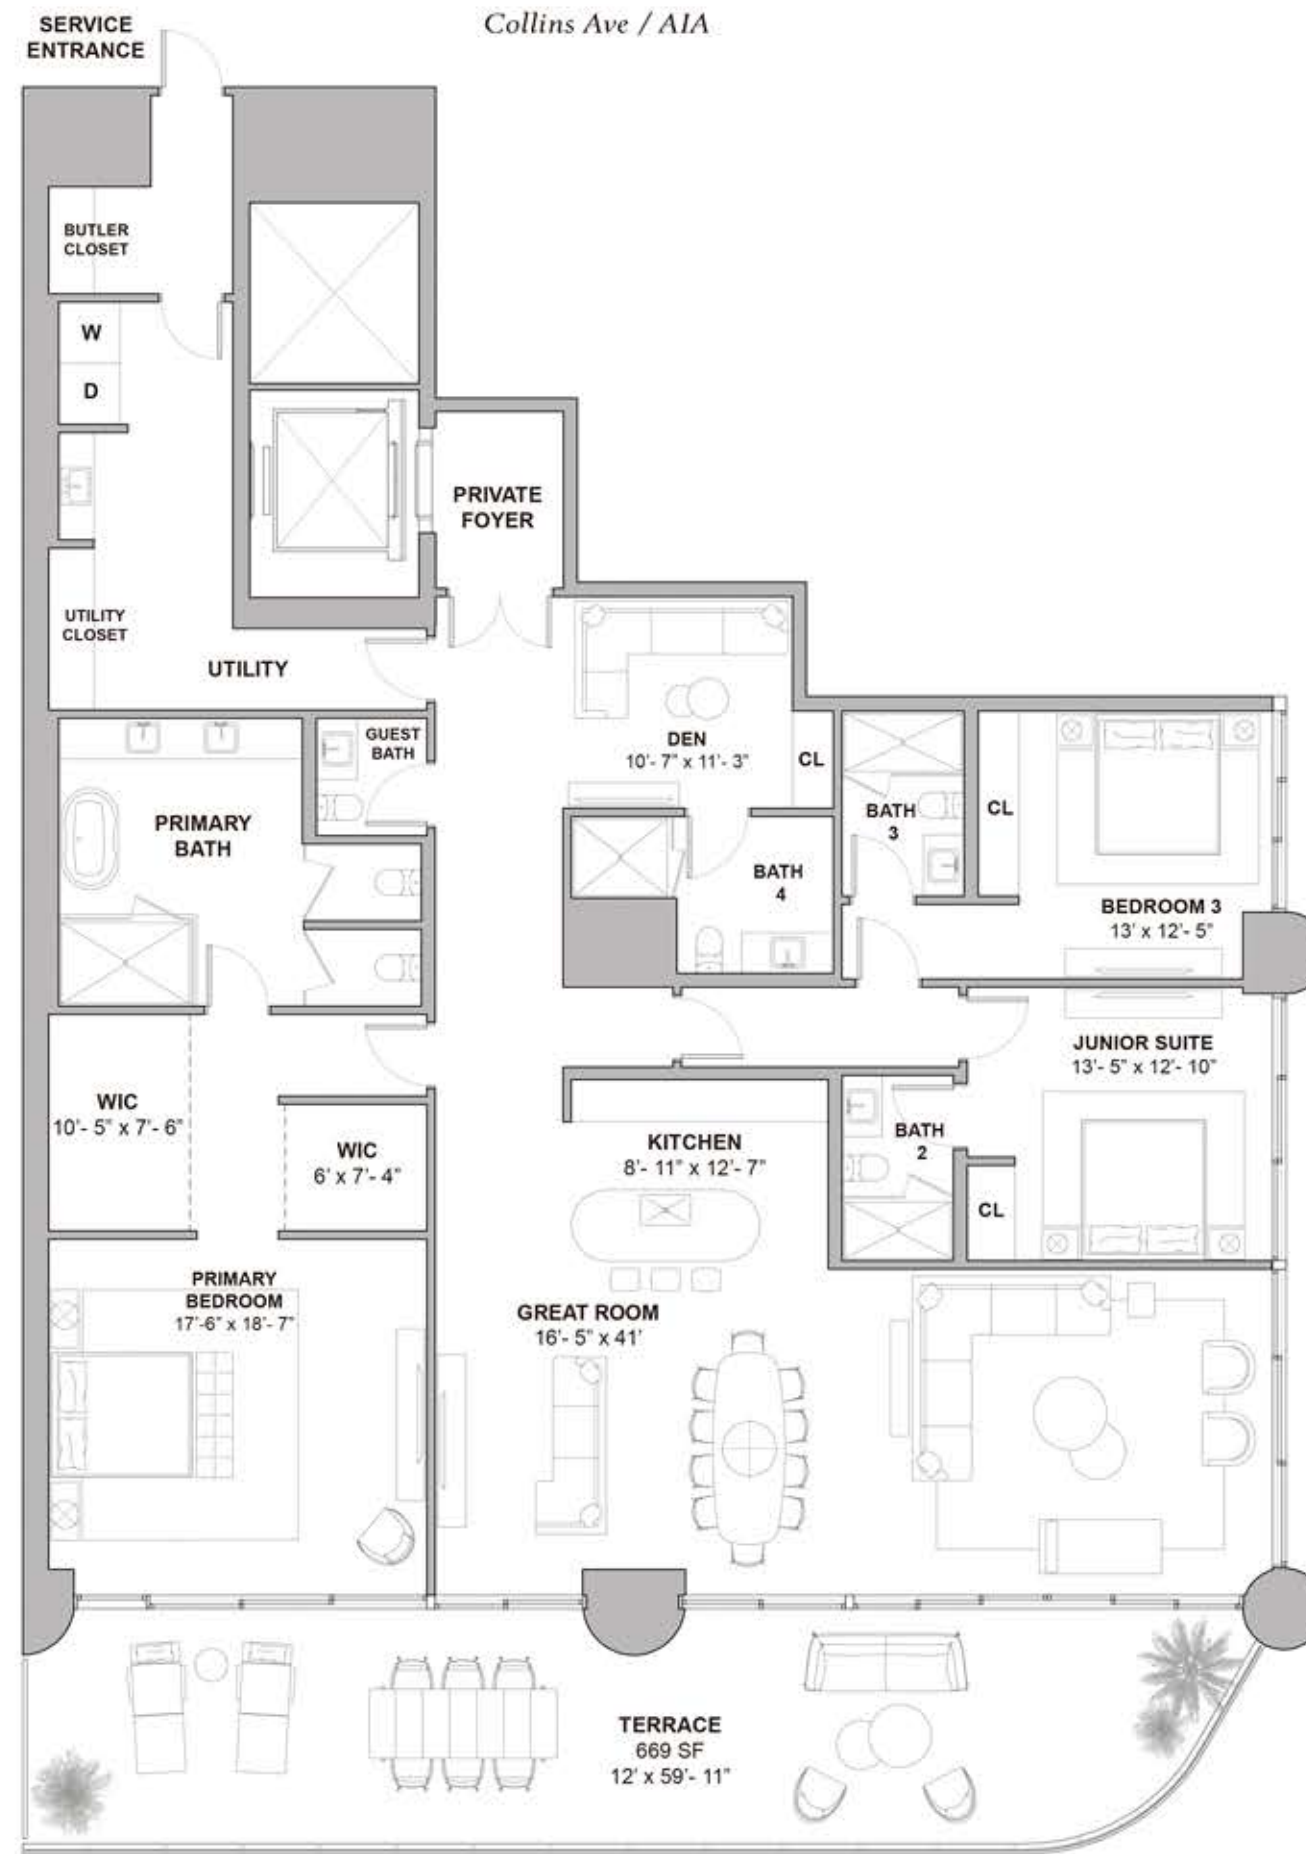 Collins Ave / AIA
SERVICE
ENTRANCE
BUTLER
CLOSET
W
D
PRIVATE
FOYER
UTILITY
CLOSET
UTILITY
GUEST
BATH
DEN
10'- 7" x 11'- 3"
CL
BATH
3
CL
PRIMARY
BATH
BATH
4
BEDROOM 3
13' x 12'- 5"
JUNIOR SUITE
13'- 5" x 12'- 10"
WIC
10'- 5" x 7'- 6"
WIC
6' x 7'- 4"
KITCHEN
8'- 11" x 12'- 7"
BATH
2
CL
PRIMARY
BEDROOM
17'-6" x 18'- 7"
GREAT ROOM
16'- 5" x 41'
TERRACE
669 SF
12' x 59'- 11"